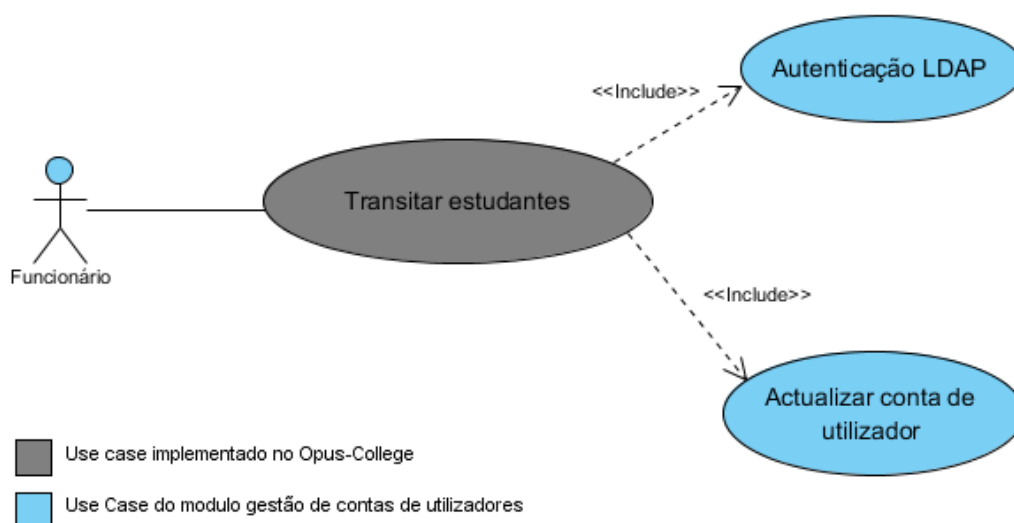 Autenticação LDAP
<<Include>>
Transitar estudantes
Funcionário
<<Include>>
Actualizar conta de
utilizador
Use case implementado no Opus-College
Use Case do modulo gestão de contas de utilizadores